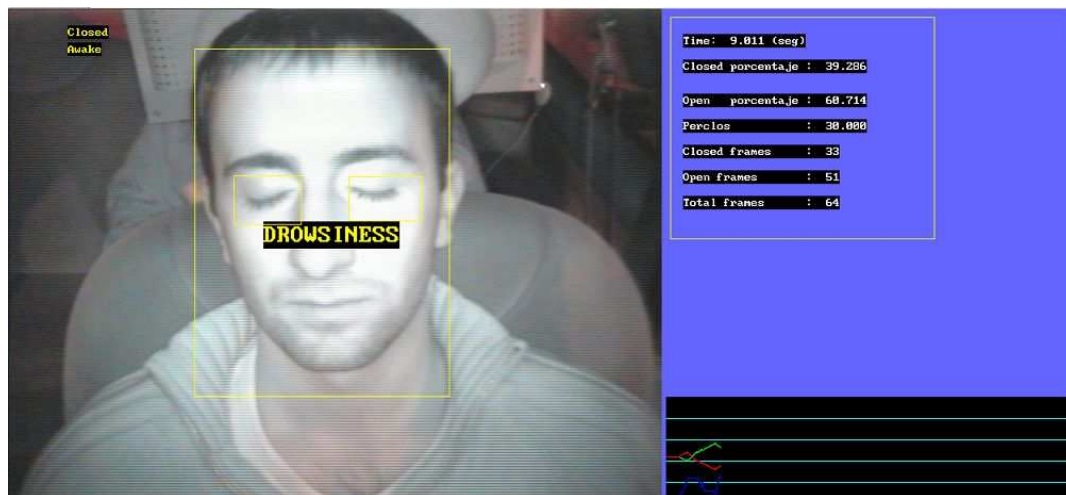 Closed
Awake
DROWSINESS
Time: 9.011 (seg)
Closed porcentaje : 39.286
Open porcentaje : 60.714
Perclos : 30.000
Closed frames : 33
Open frames : 51
Total frames : 64